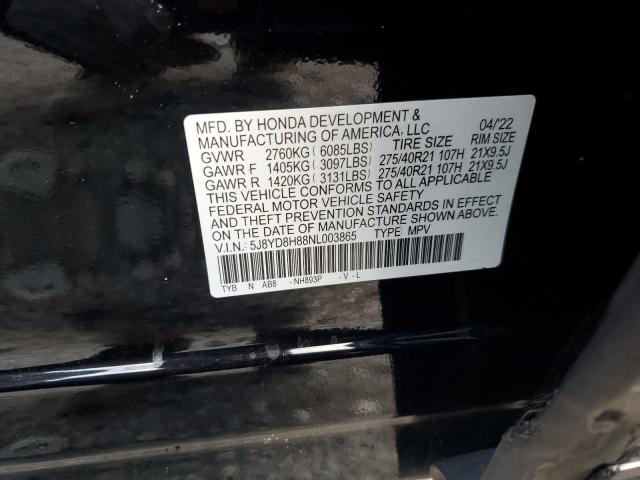 MFD. BY HONDA DEVELOPMENT & 04/'22
MANUFACTURING OF AMERICA, LLC TIRE SIZE RIM SIZE
GVWR 2760KG (6085LBS)
GAWR F 1405KG (3097LBS) 275/40R21 107H 21X9.5J
GAWR R 1420KG (3131LBS) 275/40R21 107H 21X9.5J
THIS VEHICLE CONFORMS TO ALL APPLICABLE
FEDERAL MOTOR VEHICLE SAFETY
AND THEFT PREVENTION STANDARDS IN EFFECT
ON THE DATE OF MANUFACTURE SHOWN ABOVE.
V.I.N.: 5J8YD8H88NL003865 TYPE: MPV
TYB N AB8 -NH893P -V-L